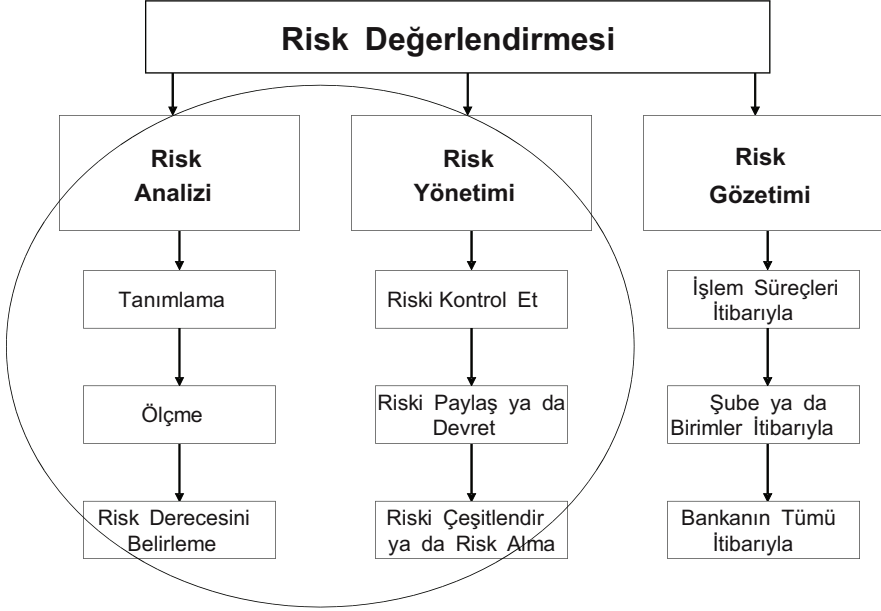 Risk Değerlendirmesi
Risk
Analizi
Risk
Yönetimi
Risk
Gözetimi
Tanımlama
Riski Kontrol Et
İşlem Süreçleri
İtibarıyla
Ölçme
Riski Paylaş ya da
Devret
Şube ya da
Birimler İtibarıyla
Risk Derecesini
Belirleme
Riski Çeşitlendir
ya da Risk Alma
Bankanın Tümü
İtibarıyla